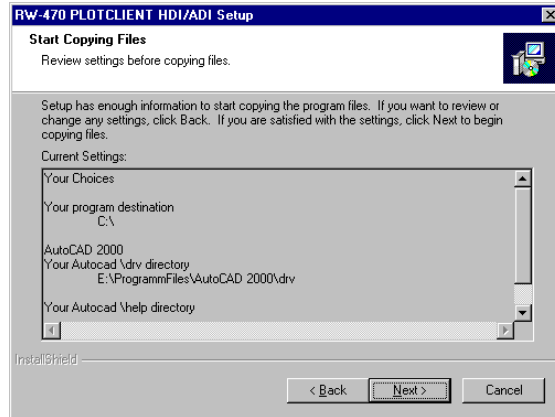 RW-470 PLOTCLIENT HDI/ADI Setup
Start Copying Files
Review settings before copying files.
Setup has enough information to start copying the program files. If you want to review or
change any settings, click Back. If you are satisfied with the settings, click Next to begin
copying files.
Current Settings:
Your Choices
Your program destination
C:\
AutoCAD 2000
Your Autocad \drv directory
E:\ProgrammFiles\AutoCAD 2000\drv
Your Autocad \help directory
InstallShield
< Back
Next >
Cancel